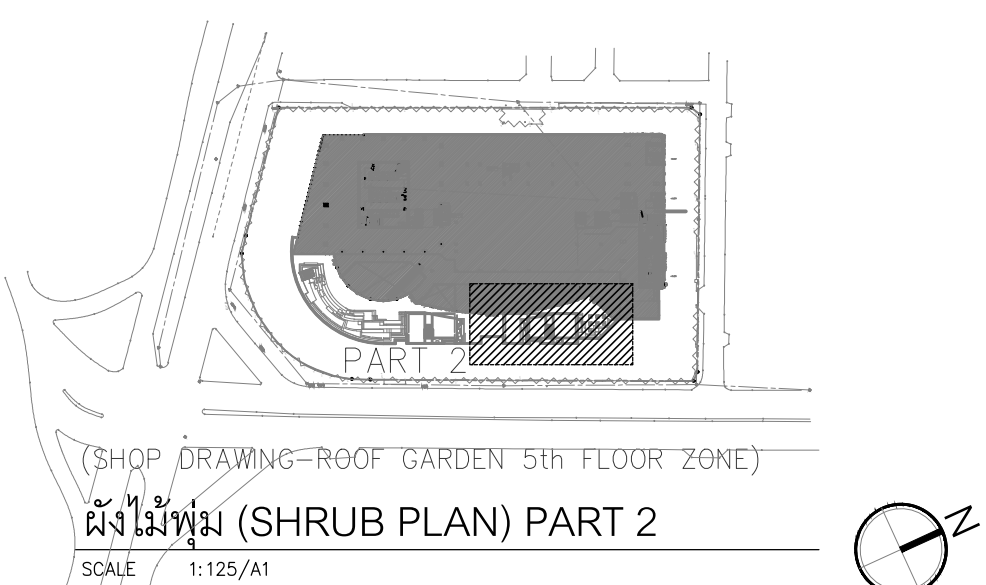 PART 2
(SHOP DRAWING-ROOF GARDEN 5th FLOOR ZONE)
ผังไม้พุ่ม (SHRUB PLAN) PART 2
SCALE 1:125/A1
N